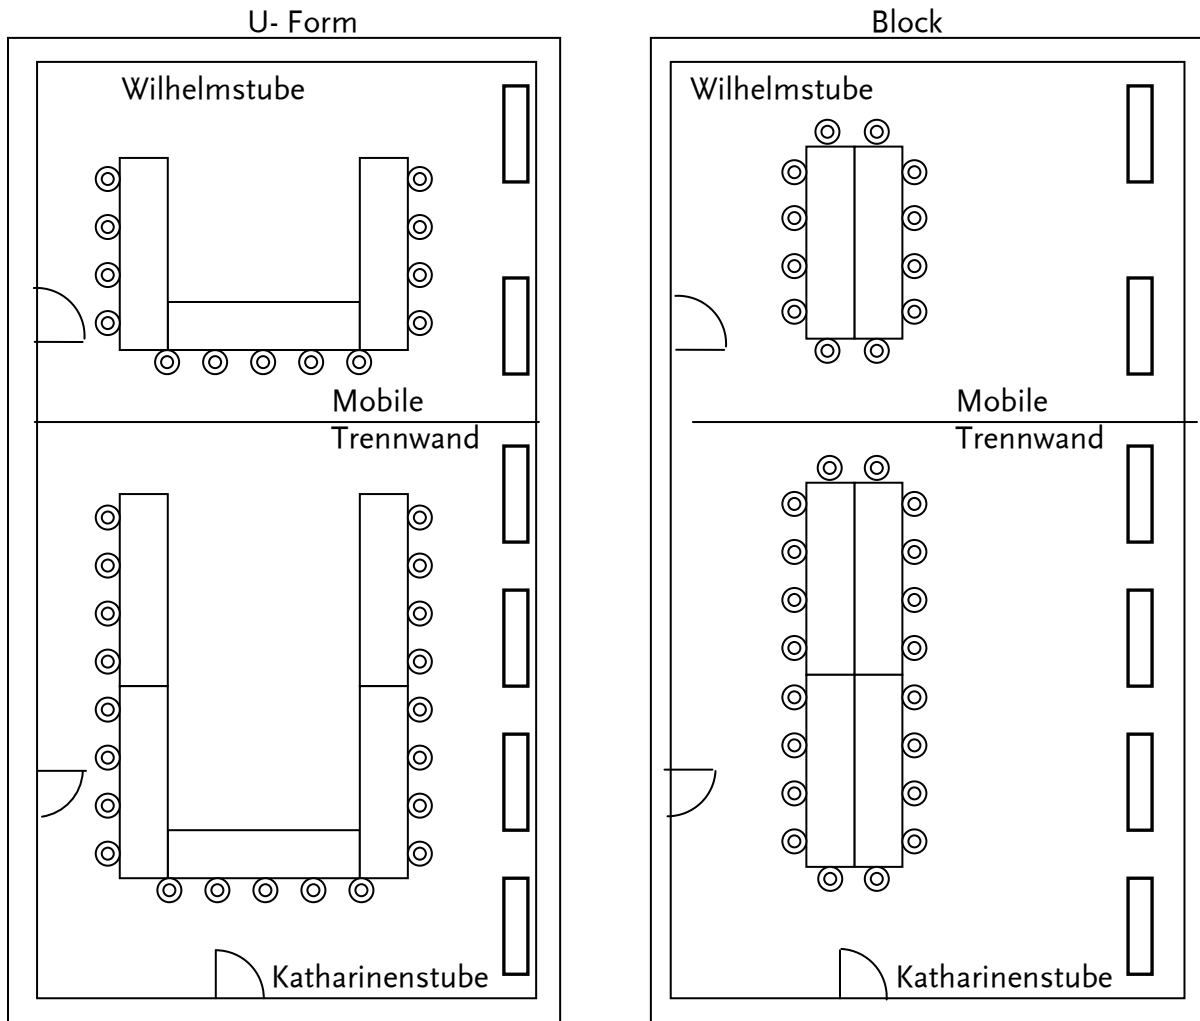 U- Form
Wilhelmstube
Mobile
Trennwand
Katharinenstube
Block
Wilhelmstube
Mobile
Trennwand
Katharinenstube